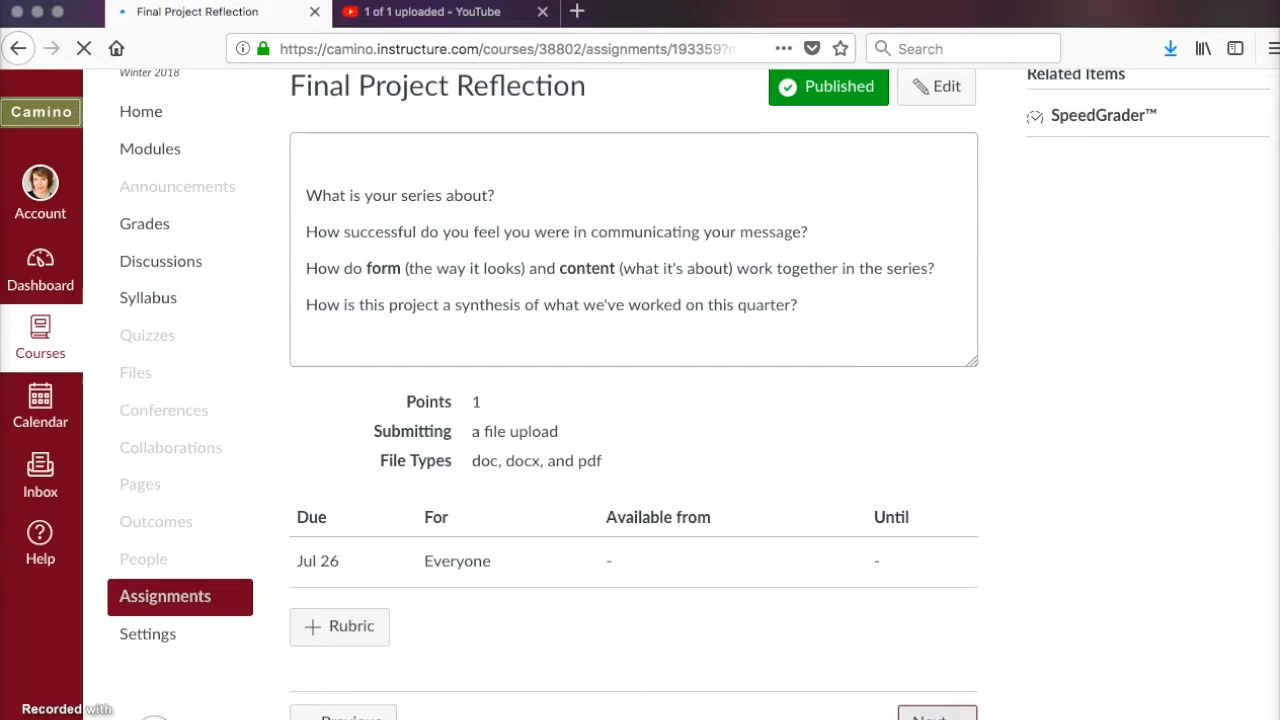 Final Project Reflection
1 of 1 uploaded - YouTube
https://camino.instructure.com/courses/38802/assignments/193359?m
Search
Winter 2018
Camino
Account
Dashboard
Courses
Calendar
Inbox
Help
Home
Modules
Announcements
Grades
Discussions
Syllabus
Quizzes
Files
Conferences
Collaborations
Pages
Outcomes
People
Assignments
Settings
Final Project Reflection
Published
Edit
What is your series about?
How successful do you feel you were in communicating your message?
How do form (the way it looks) and content (what it's about) work together in the series?
How is this project a synthesis of what we've worked on this quarter?
Points 1
Submitting a file upload
File Types doc, docx, and pdf
Due For Available from Until
Jul 26 Everyone - -
+ Rubric
Previous
Next
Related Items
SpeedGrader™
Recorded with